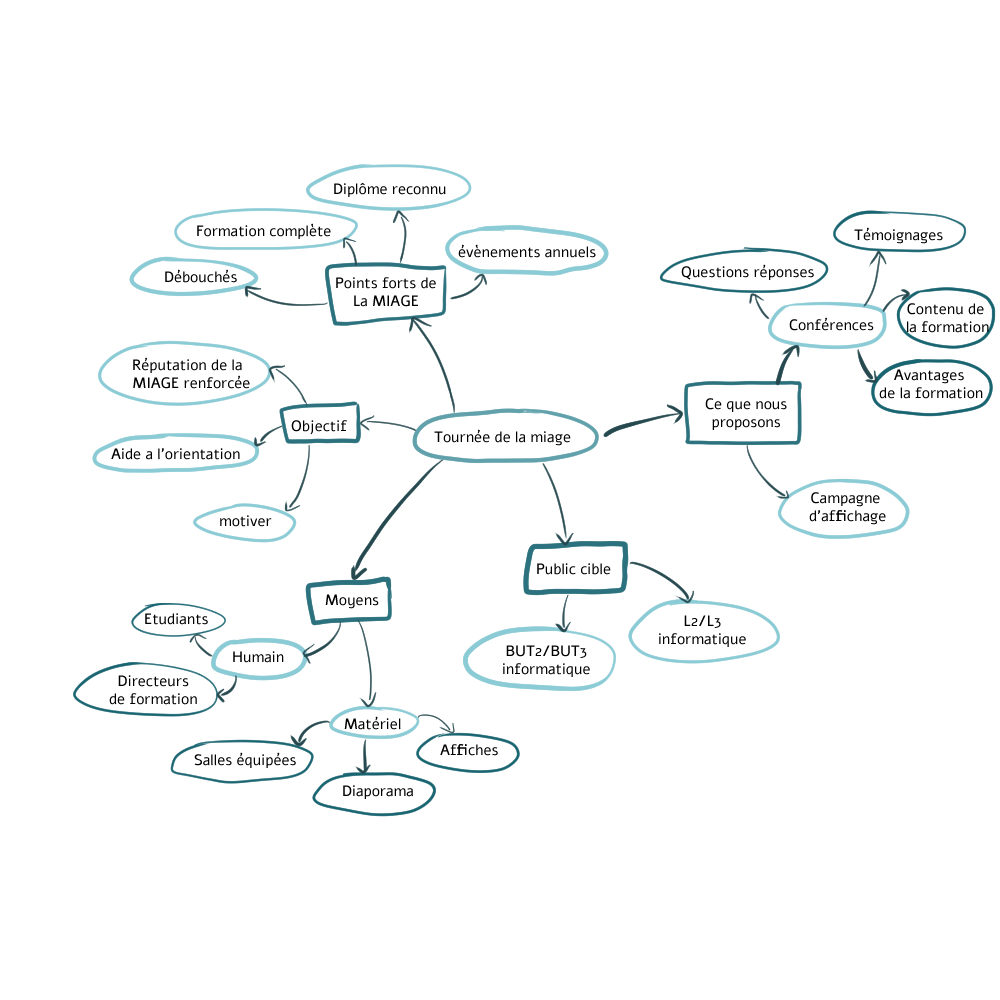 Diplôme reconnu
Formation complète
évènements annuels
Débouchés
Points forts de
La MIAGE
Témoignages
Questions réponses
Conférences
Contenu de
la formation
Avantages
de la formation
Ce que nous
proposons
Campagne
d'affichage
Réputation de la
MIAGE renforcée
Objectif
Aide a l'orientation
motiver
Tournée de la miage
Public cible
BUT2/BUT3
informatique
L2/L3
informatique
Moyens
Etudiants
Humain
Directeurs
de formation
Matériel
Salles équipées
Affiches
Diaporama